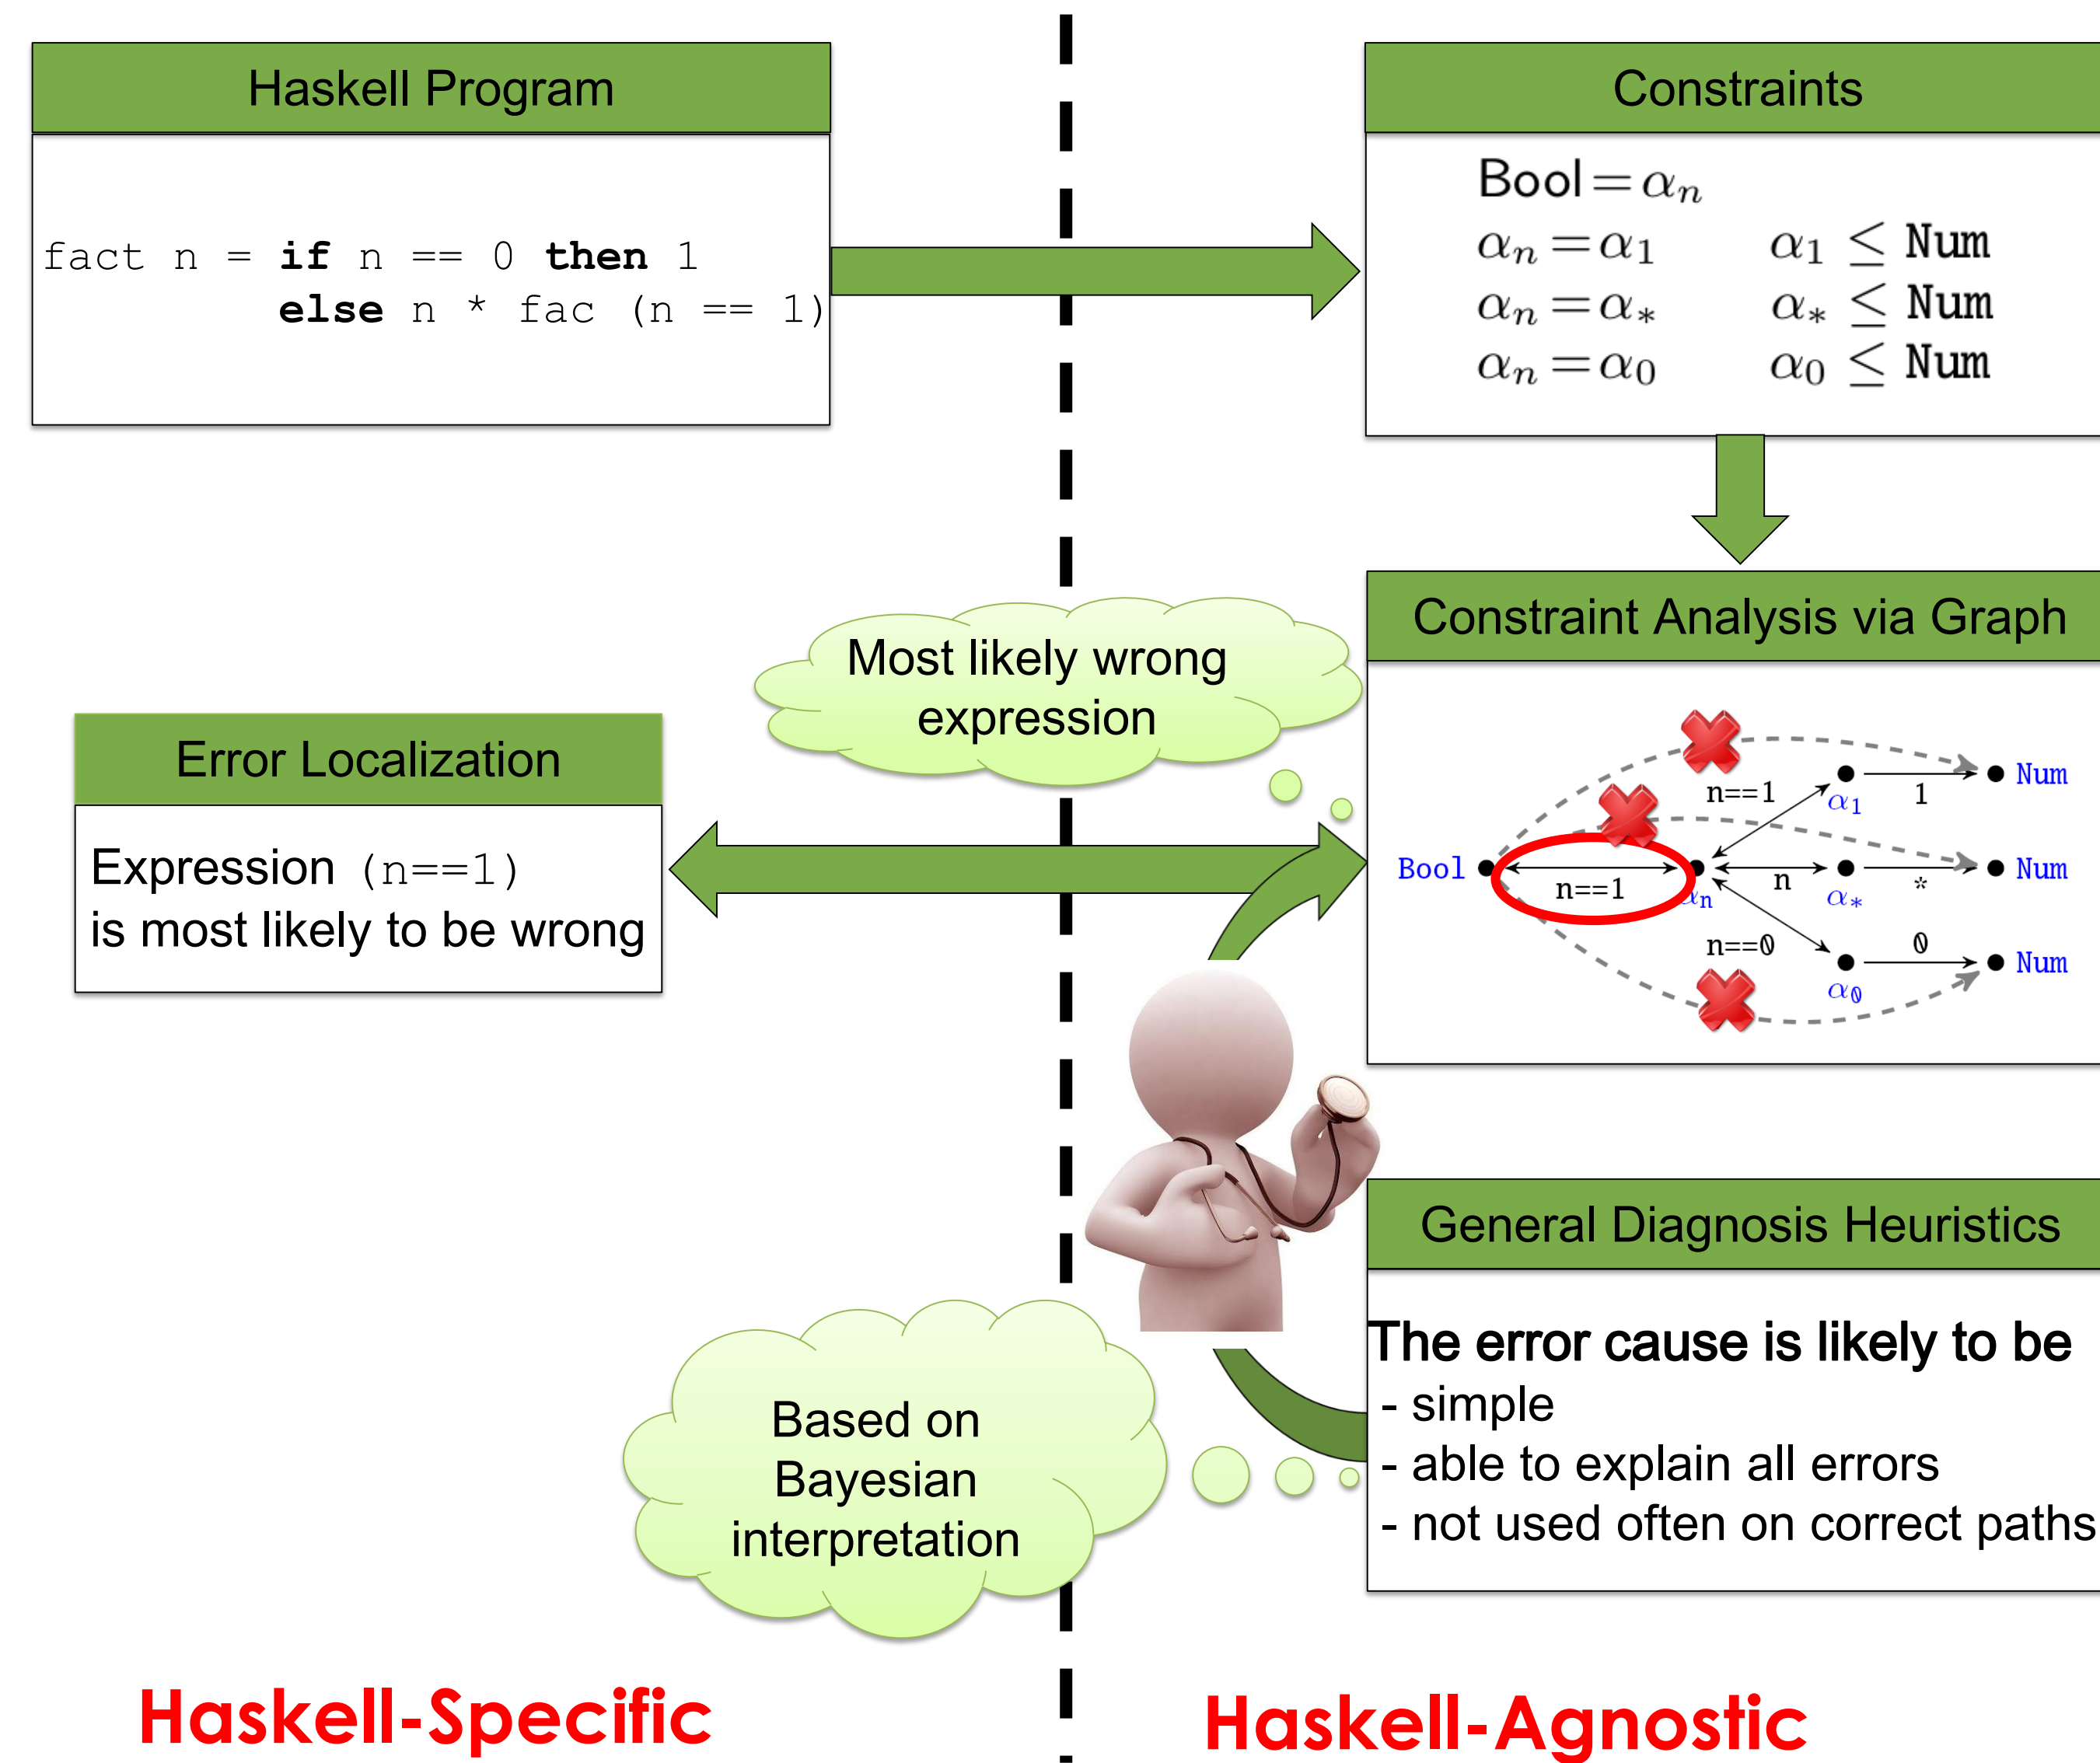 Haskell Program
fact n = if n == 0 then 1
else n * fac (n == 1)
Constraints
Bool = αₙ
αₙ = α₁    α₁ ≤ Num
αₙ = α∗    α∗ ≤ Num
αₙ = α₀    α₀ ≤ Num
Most likely wrong
expression
Constraint Analysis via Graph
n==1 α₁ 1 Num
Bool n==1 αₙ n α∗ * Num
n==0 α₀ 0 Num
Error Localization
Expression (n==1)
is most likely to be wrong
General Diagnosis Heuristics
The error cause is likely to be
- simple
- able to explain all errors
- not used often on correct paths
Based on
Bayesian
interpretation
Haskell-Specific
Haskell-Agnostic